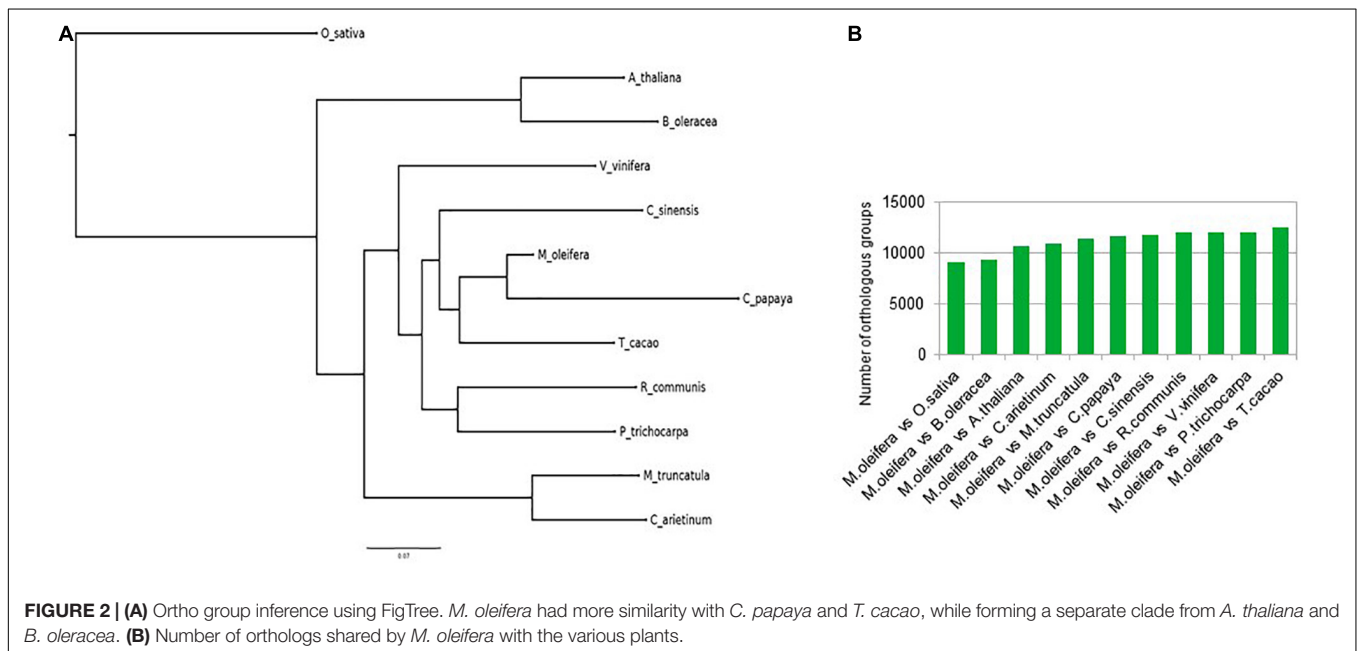 A
O_sativa
A_thaliana
B_oleracea
V_vinifera
C_sinensis
M_oleifera
C_papaya
T_cacao
R_communis
P_trichocarpa
M_truncatula
C_arietinum
0.07
B
Number of orthologous groups
15000
10000
5000
0
M.oleifera vs O.sativa
M.oleifera vs B.oleracea
M.oleifera vs A.thaliana
M.oleifera vs C.arietinum
M.oleifera vs M.truncatula
M.oleifera vs C.papaya
M.oleifera vs C.sinensis
M.oleifera vs R.communis
M.oleifera vs V.vinifera
M.oleifera vs P.trichocarpa
M.oleifera vs T.cacao
FIGURE 2 | (A) Ortho group inference using FigTree. M. oleifera had more similarity with C. papaya and T. cacao, while forming a separate clade from A. thaliana and
B. oleracea. (B) Number of orthologs shared by M. oleifera with the various plants.